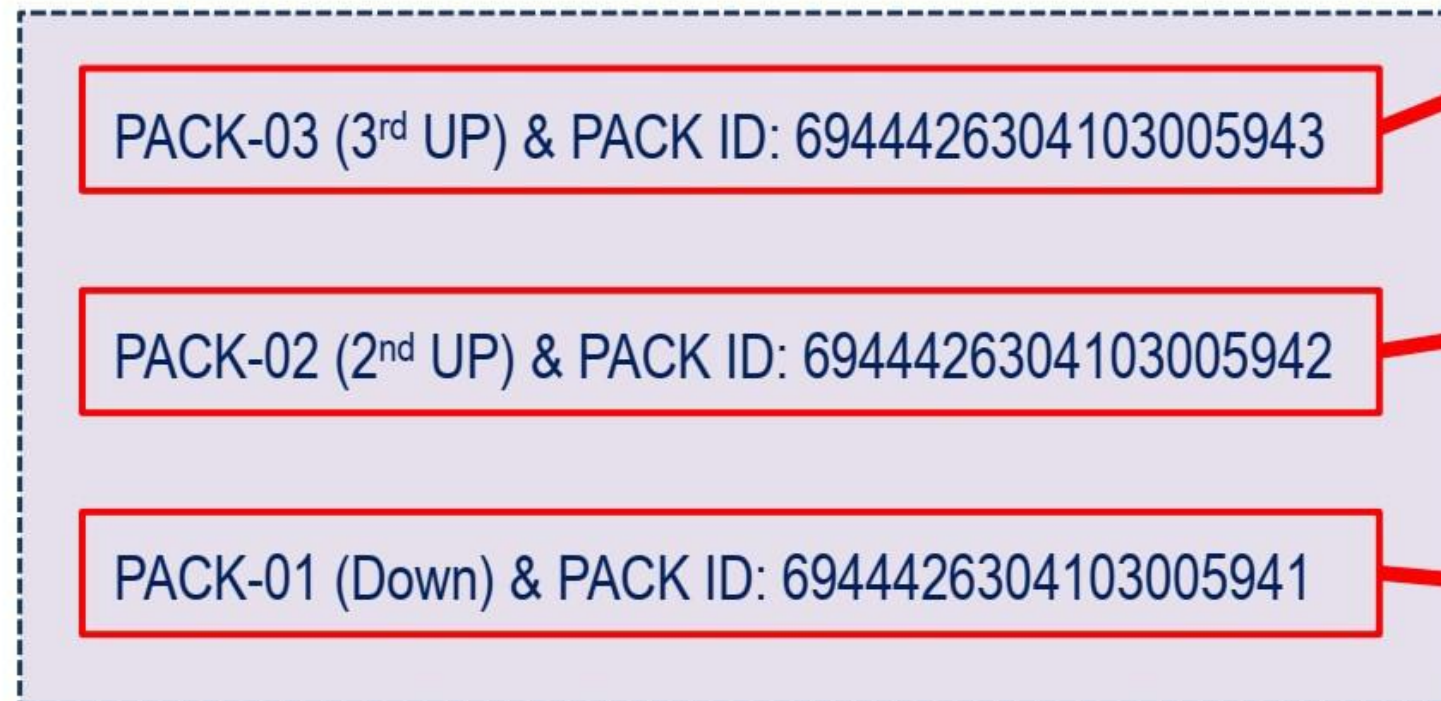 PACK-03 (3rd UP) & PACK ID: 6944426304103005943
PACK-02 (2nd UP) & PACK ID: 6944426304103005942
PACK-01 (Down) & PACK ID: 6944426304103005941